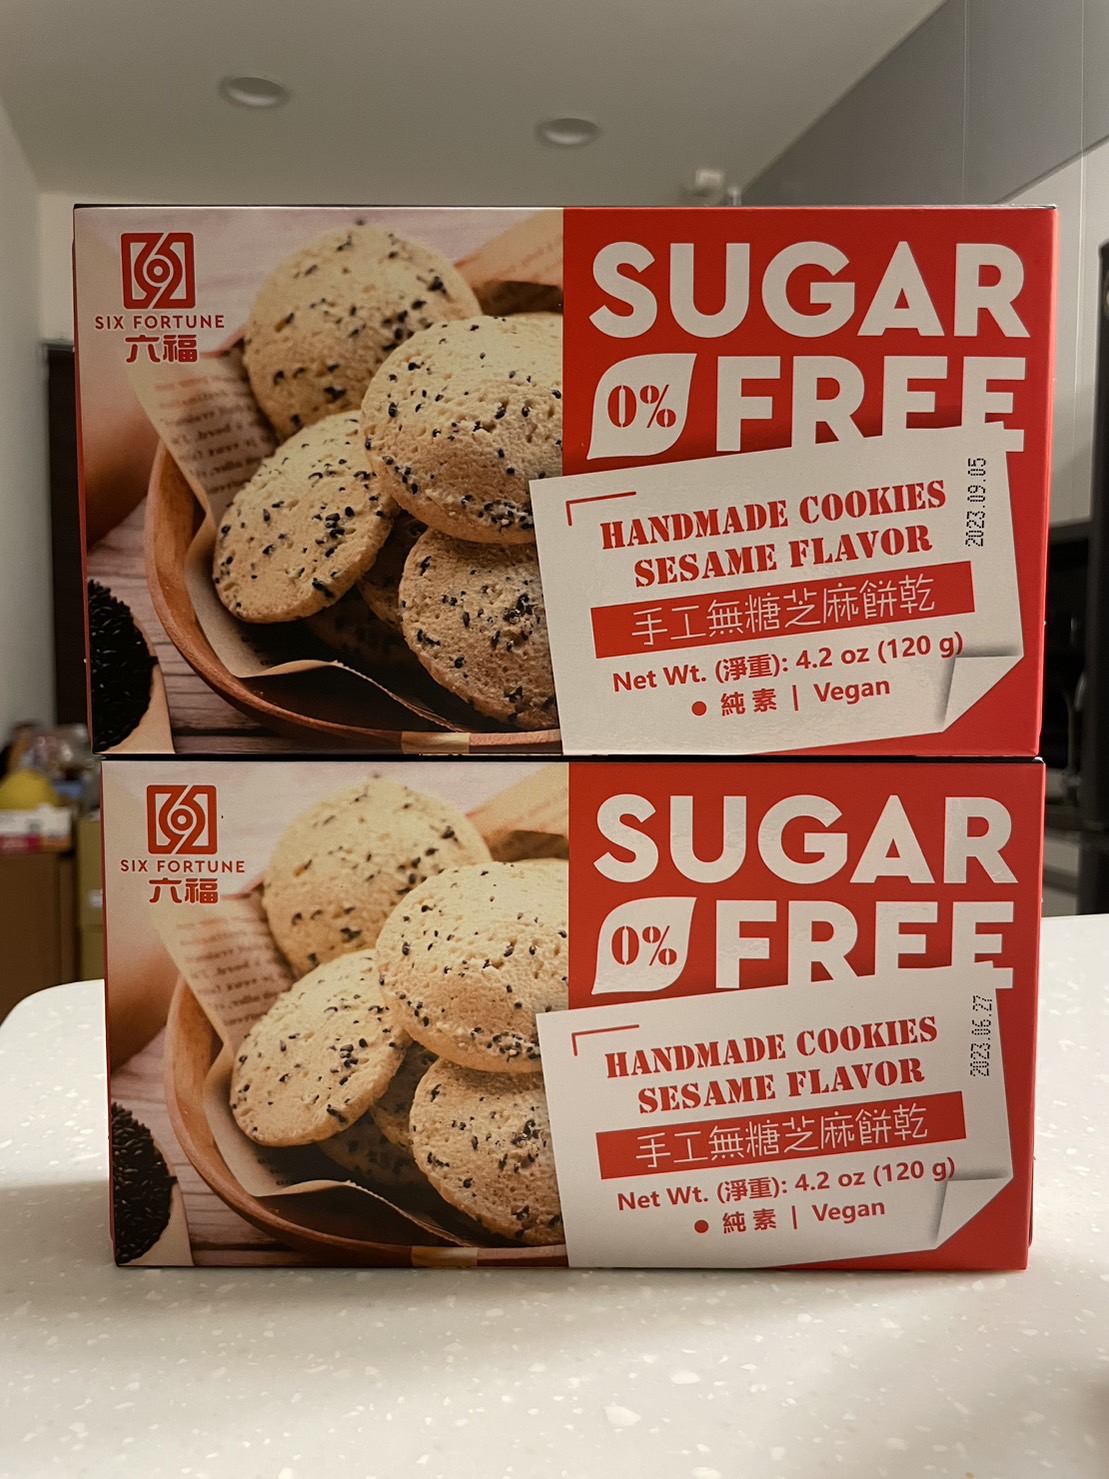 SIX FORTUNE
六福
SUGAR
0% FREE
2023.09.05
HANDMADE COOKIES
SESAME FLAVOR
手工無糖芝麻餅乾
Net Wt. (淨重): 4.2 oz (120 g)
● 純素 | Vegan
SIX FORTUNE
六福
SUGAR
0% FREE
2023.06.27
HANDMADE COOKIES
SESAME FLAVOR
手工無糖芝麻餅乾
Net Wt. (淨重): 4.2 oz (120 g)
● 純素 | Vegan